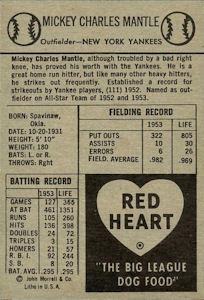 MICKEY CHARLES MANTLE
Outfielder—NEW YORK YANKEES
Mickey Charles Mantle, although troubled by a bad right
knee, has proved his worth with the Yankees. He is a
great home run hitter, but like many other heavy hitters,
he strikes out frequently. Established a record for
strikeouts by Yankee players, (111) 1952. Named as out-
fielder on All-Star Team of 1952 and 1953.
Born: Spavinaw,
Okla.
DATE: 10-20-1931
HEIGHT: 5' 10"
WEIGHT: 180
BATS: L. or R.
THROWS: Rght
FIELDING RECORD
1953 LIFE
PUT OUTS 322 805
ASSISTS 10 30
ERRORS 6 26
FIELD. AVERAGE .982 .969
BATTING RECORD
1953 LIFE
GAMES 127 365
AT BAT 461 1351
RUNS 105 260
HITS 136 398
DOUBLES 24 72
TRIPLES 3 15
HOMERS 21 57
R. B. I. 92 244
S. B. 8 20
BAT. AVG. .295 .295
© John Morrell & Co.
Litho in U.S.A.
RED
HEART
"THE BIG LEAGUE
DOG FOOD"